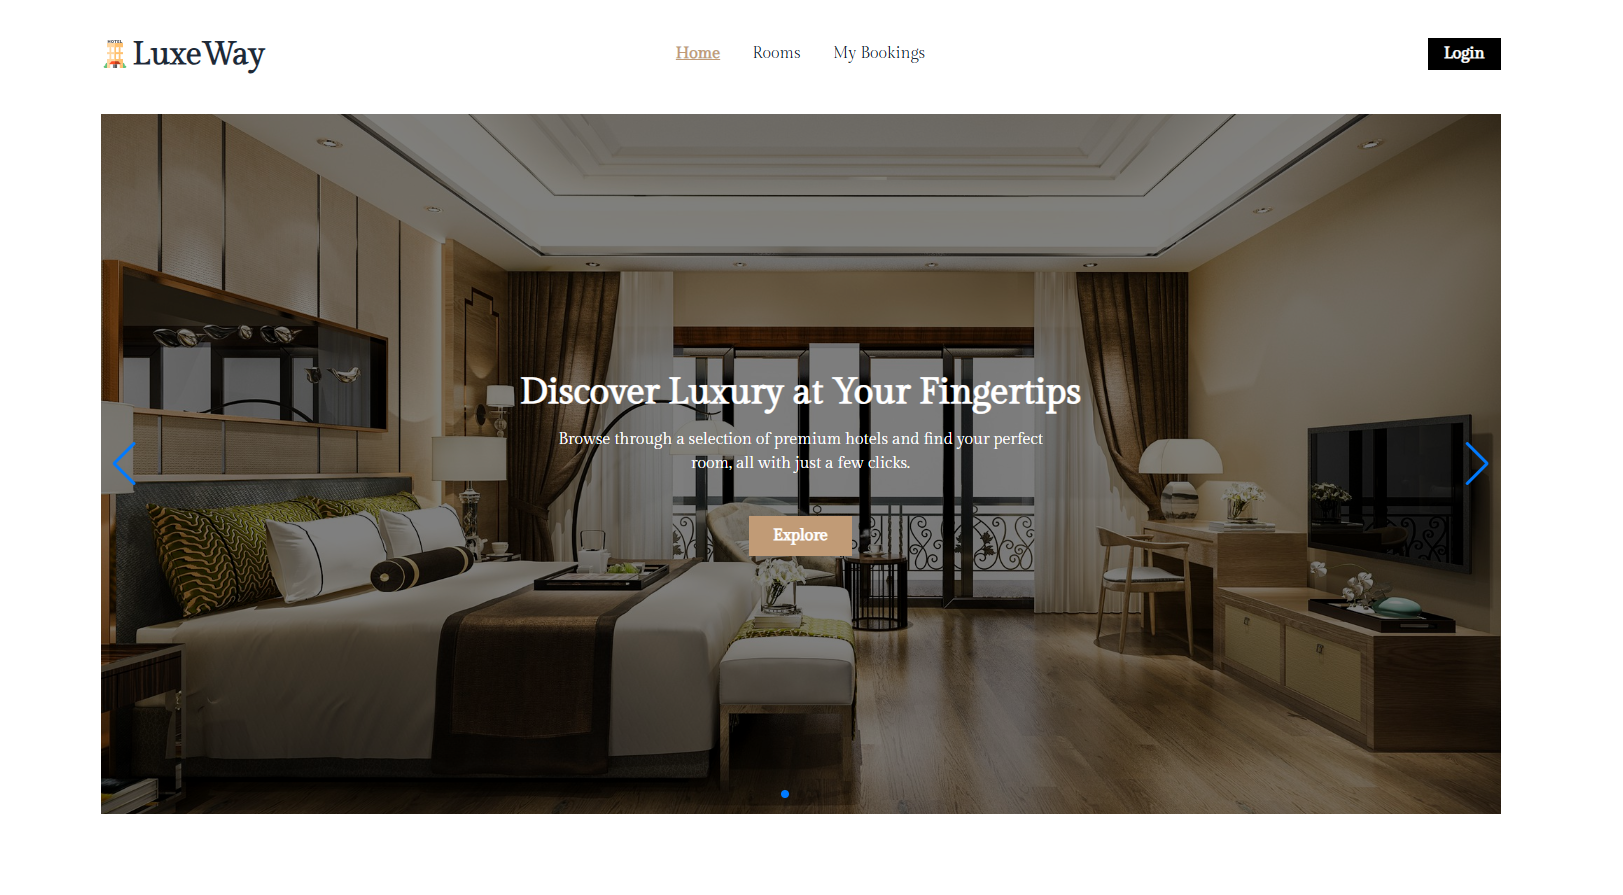 HOTEL
LuxeWay
Home
Rooms
My Bookings
Login
Discover Luxury at Your Fingertips
Browse through a selection of premium hotels and find your perfect
room, all with just a few clicks.
Explore